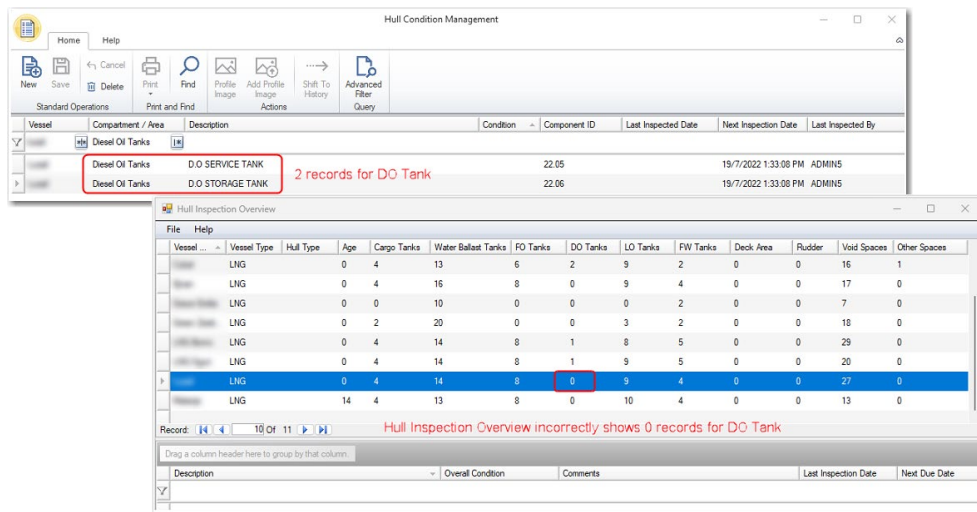 Hull Condition Management
Home Help
New Save Cancel Delete Print Find Profile Image Add Profile Image Shift To History Advanced Filter
Standard Operations Print and Find Actions Query
Vessel Compartment / Area Description Condition Component ID Last Inspected Date Next Inspection Date Last Inspected By
Diesel Oil Tanks
Diesel Oil Tanks D.O SERVICE TANK 22.05 19/7/2022 1:33:08 PM ADMIN5
2 records for DO Tank
Diesel Oil Tanks D.O STORAGE TANK 22.06 19/7/2022 1:33:08 PM ADMIN5
Hull Inspection Overview
File Help
Vessel ... Vessel Type Hull Type Age Cargo Tanks Water Ballast Tanks FO Tanks DO Tanks LO Tanks FW Tanks Deck Area Rudder Void Spaces Other Spaces
LNG 0 4 13 6 2 9 2 0 0 16 1
LNG 0 4 16 8 0 9 4 0 0 17 0
LNG 0 0 10 0 0 0 2 0 0 7 0
LNG 0 2 20 0 0 3 2 0 0 18 0
LNG 0 4 14 8 1 8 5 0 0 29 0
LNG 0 4 14 8 1 9 5 0 0 20 0
LNG 0 4 14 8 0 9 4 0 0 27 0
LNG 14 4 13 8 0 10 4 0 0 13 0
Record: 10 Of 11
Hull Inspection Overview incorrectly shows 0 records for DO Tank
Drag a column header here to group by that column.
Description Overall Condition Comments Last Inspection Date Next Due Date